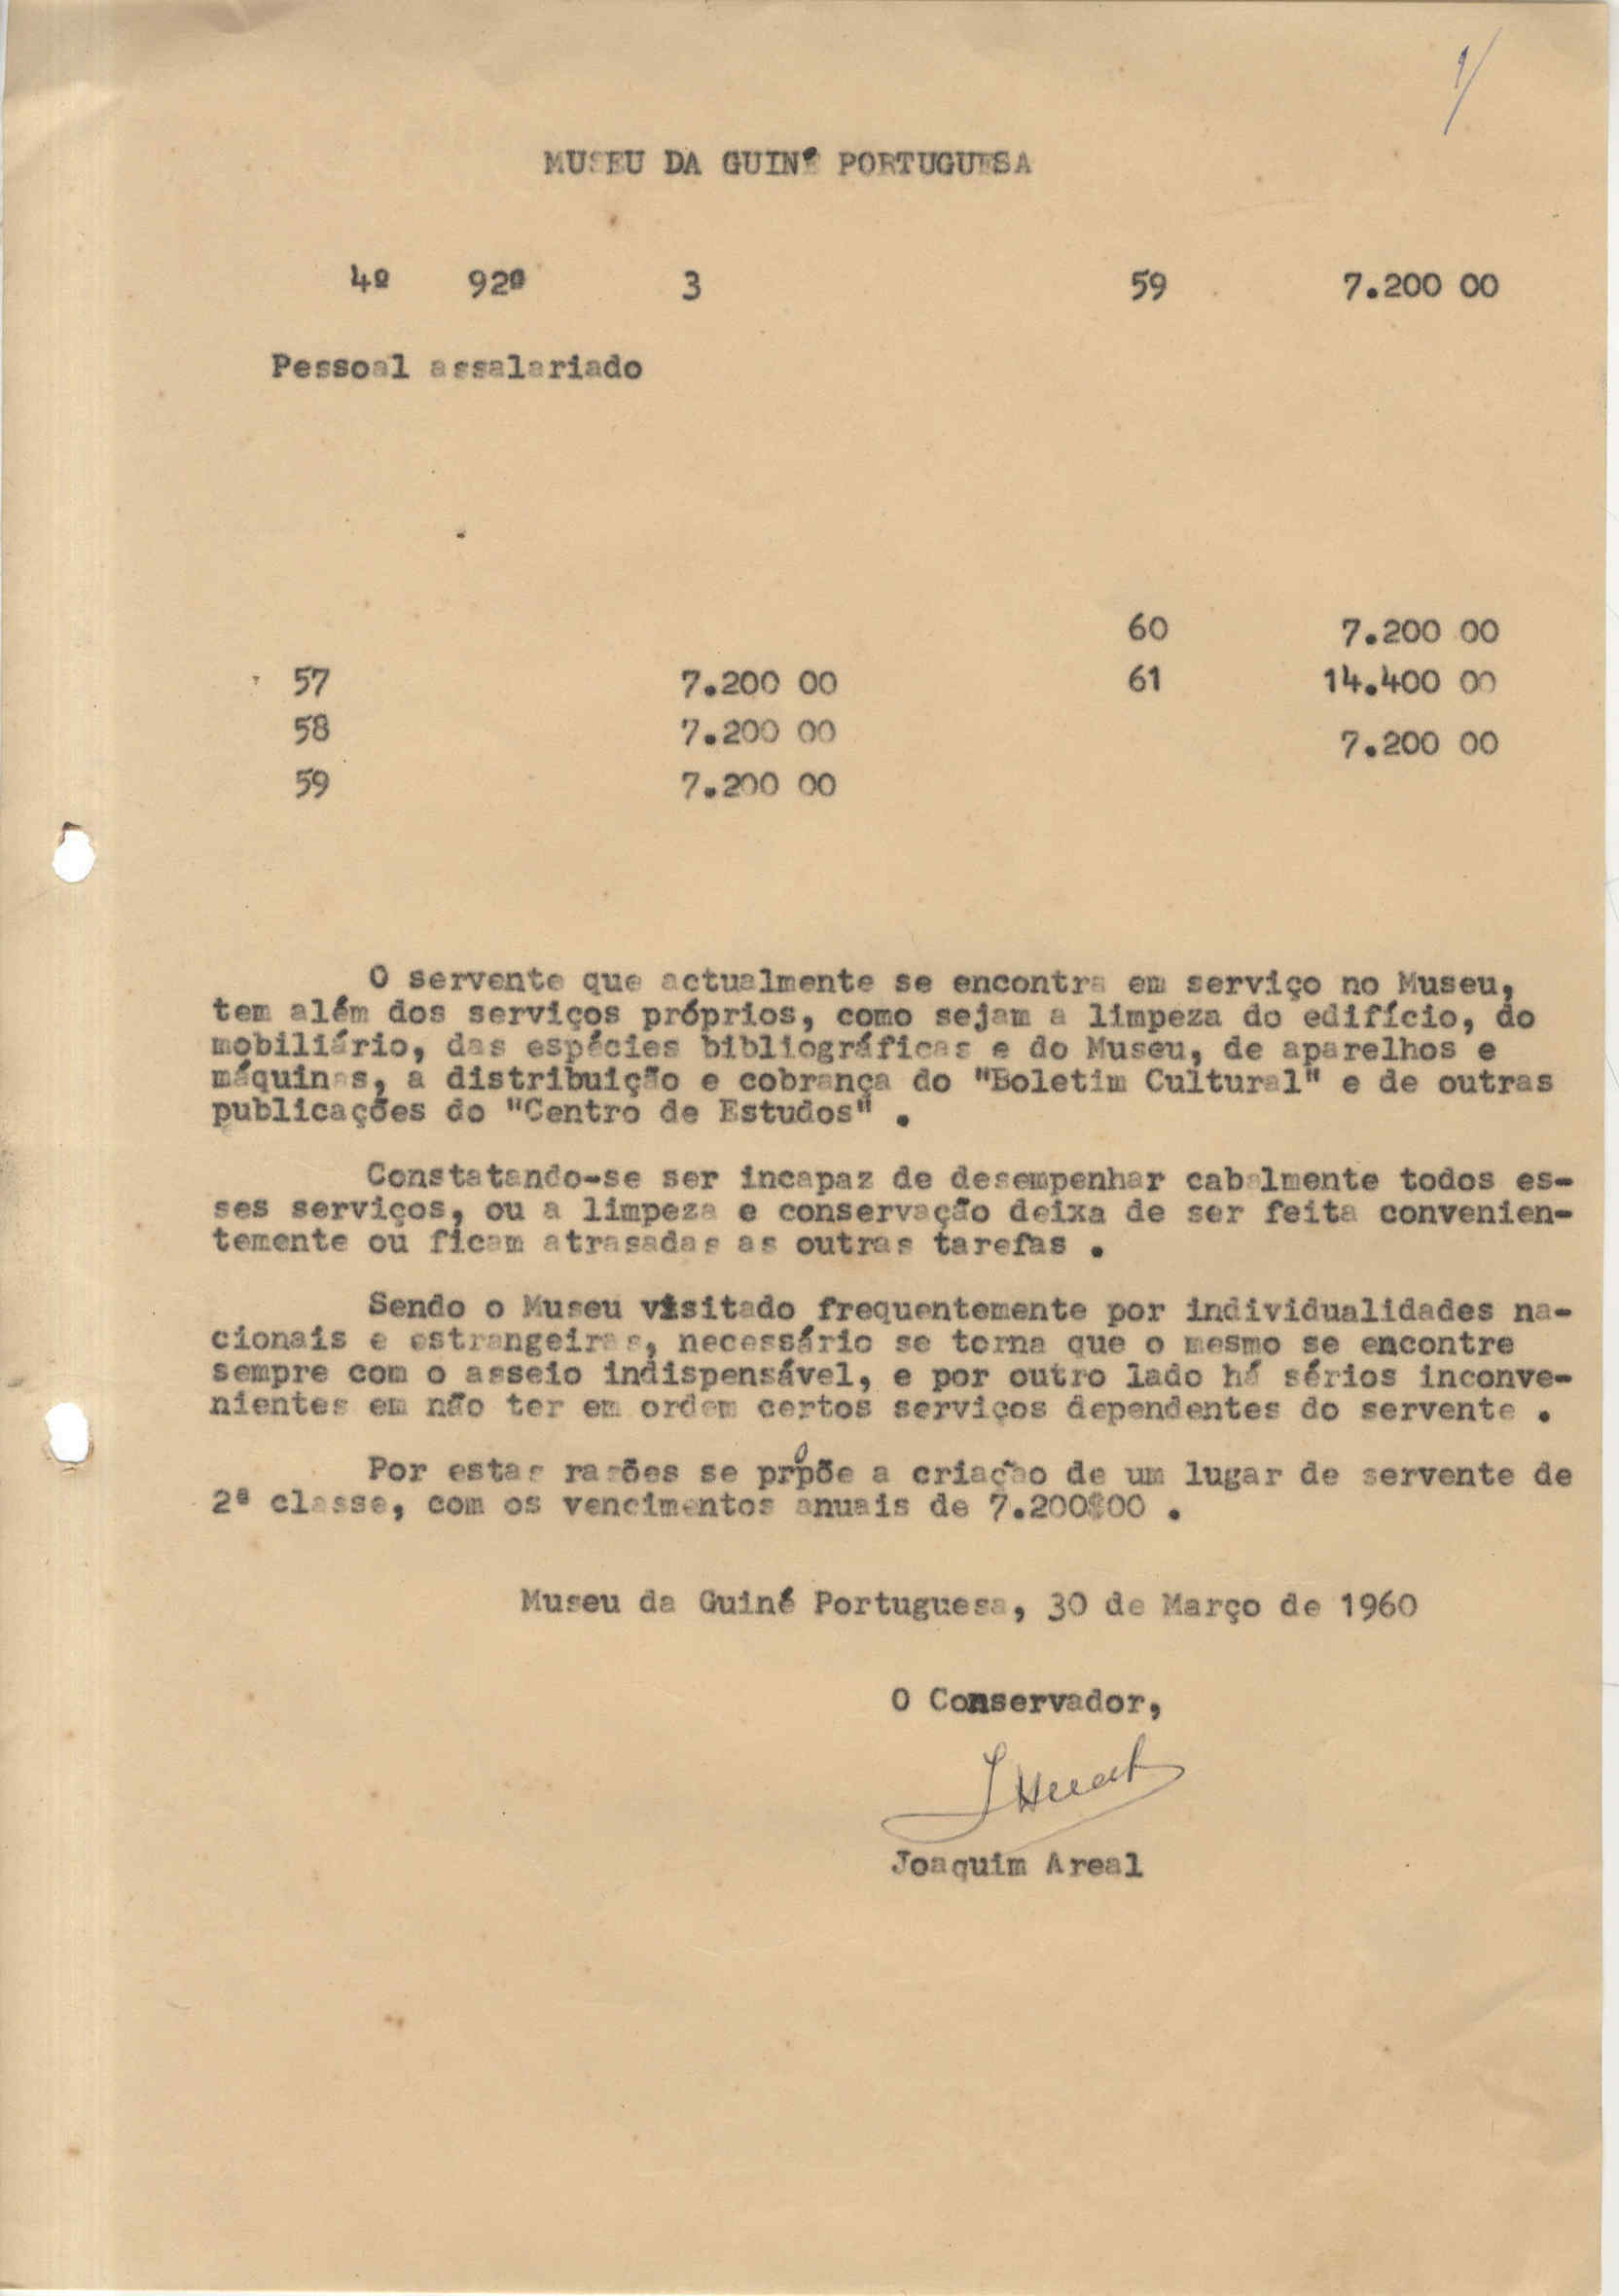 MUSEU DA GUINÉ PORTUGUESA
4º 92º 3 59 7.200 00
Pessoal assalariado
60 7.200 00
57 7.200 00 61 14.400 00
58 7.200 00 7.200 00
59 7.200 00
O servente que actualmente se encontra em serviço no Museu,
tem além dos serviços próprios, como sejam a limpeza do edifício, do
mobiliário, das espécies bibliográficas e do Museu, de aparelhos e
máquinas, a distribuição e cobrança do "Boletim Cultural" e de outras
publicações do "Centro de Estudos" .
Constatando-se ser incapaz de desempenhar cabalmente todos es-
ses serviços, ou a limpeza e conservação deixa de ser feita convenien-
temente ou ficam atrasadas as outras tarefas .
Sendo o Museu visitado frequentemente por individualidades na-
cionais e estrangeiras, necessário se torna que o mesmo se encontre
sempre com o asseio indispensável, e por outro lado há sérios inconve-
nientes em não ter em ordem certos serviços dependentes do servente .
Por estas razões se prpõe a criação de um lugar de servente de
2ª classe, com os vencimentos anuais de 7.200$00 .
Museu da Guiné Portuguesa, 30 de Março de 1960
O Conservador,
Joaquim Areal